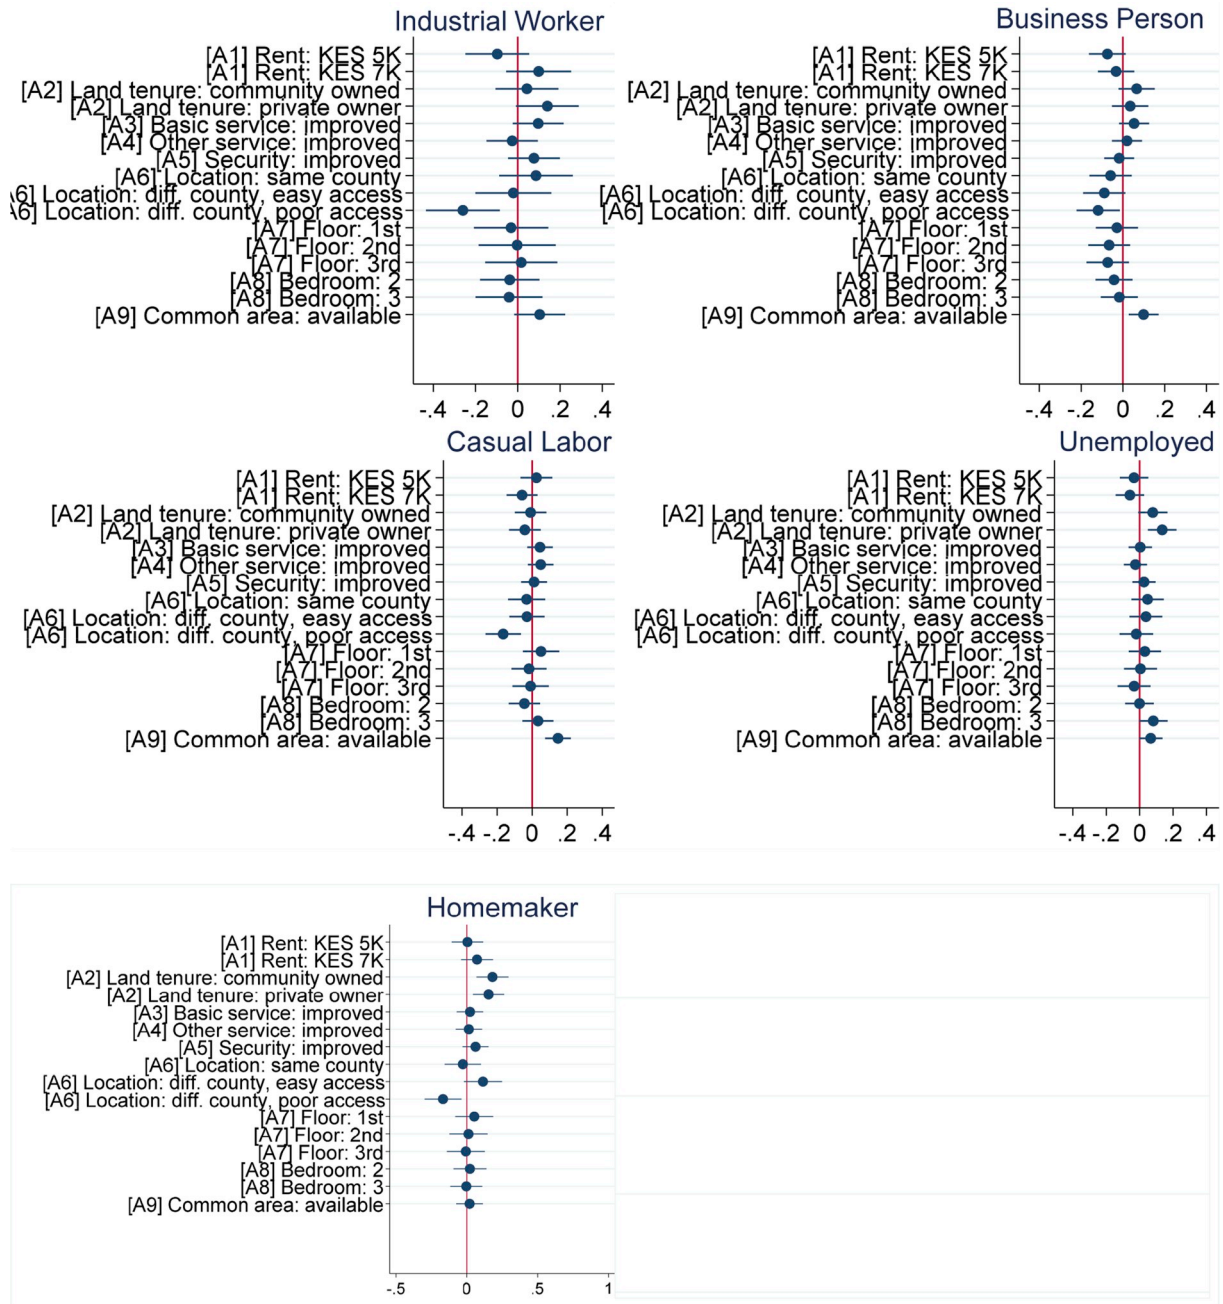 Industrial Worker
[A1] Rent: KES 5K
[A1] Rent: KES 7K
[A2] Land tenure: community owned
[A2] Land tenure: private owner
[A3] Basic service: improved
[A4] Other service: improved
[A5] Security: improved
[A6] Location: same county
A6] Location: diff. county, easy access
A6] Location: diff. county, poor access
[A7] Floor: 1st
[A7] Floor: 2nd
[A7] Floor: 3rd
[A8] Bedroom: 2
[A8] Bedroom: 3
[A9] Common area: available
-.4 -.2 0 .2 .4
Business Person
[A1] Rent: KES 5K
[A1] Rent: KES 7K
[A2] Land tenure: community owned
[A2] Land tenure: private owner
[A3] Basic service: improved
[A4] Other service: improved
[A5] Security: improved
[A6] Location: same county
[A6] Location: diff. county, easy access
[A6] Location: diff. county, poor access
[A7] Floor: 1st
[A7] Floor: 2nd
[A7] Floor: 3rd
[A8] Bedroom: 2
[A8] Bedroom: 3
[A9] Common area: available
-.4 -.2 0 .2 .4
Casual Labor
[A1] Rent: KES 5K
[A1] Rent: KES 7K
[A2] Land tenure: community owned
[A2] Land tenure: private owner
[A3] Basic service: improved
[A4] Other service: improved
[A5] Security: improved
[A6] Location: same county
[A6] Location: diff. county, easy access
[A6] Location: diff. county, poor access
[A7] Floor: 1st
[A7] Floor: 2nd
[A7] Floor: 3rd
[A8] Bedroom: 2
[A8] Bedroom: 3
[A9] Common area: available
-.4 -.2 0 .2 .4
Unemployed
[A1] Rent: KES 5K
[A1] Rent: KES 7K
[A2] Land tenure: community owned
[A2] Land tenure: private owner
[A3] Basic service: improved
[A4] Other service: improved
[A5] Security: improved
[A6] Location: same county
[A6] Location: diff. county, easy access
[A6] Location: diff. county, poor access
[A7] Floor: 1st
[A7] Floor: 2nd
[A7] Floor: 3rd
[A8] Bedroom: 2
[A8] Bedroom: 3
[A9] Common area: available
-.4 -.2 0 .2 .4
Homemaker
[A1] Rent: KES 5K
[A1] Rent: KES 7K
[A2] Land tenure: community owned
[A2] Land tenure: private owner
[A3] Basic service: improved
[A4] Other service: improved
[A5] Security: improved
[A6] Location: same county
[A6] Location: diff. county, easy access
[A6] Location: diff. county, poor access
[A7] Floor: 1st
[A7] Floor: 2nd
[A7] Floor: 3rd
[A8] Bedroom: 2
[A8] Bedroom: 3
[A9] Common area: available
-.5 0 .5 1